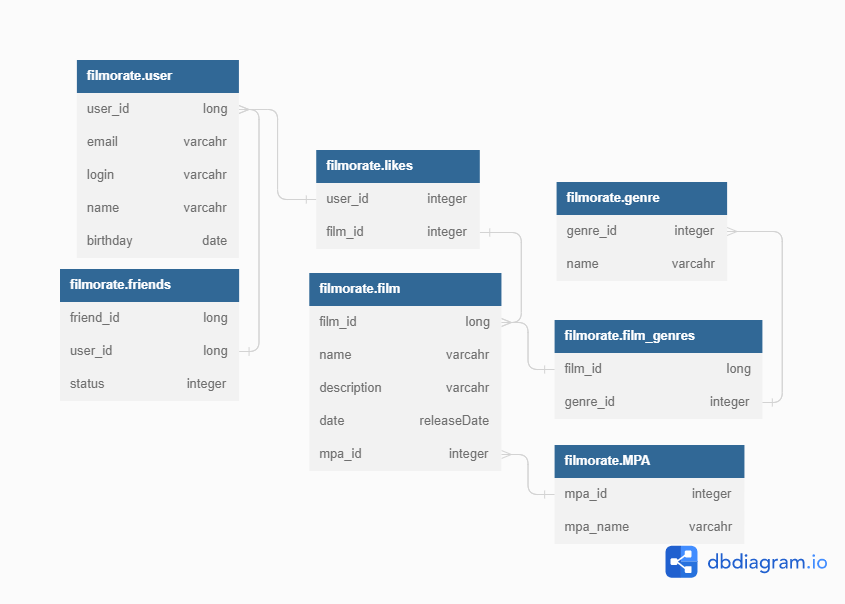 filmorate.user
user_id long
email varcahr
login varcahr
name varcahr
birthday date
filmorate.friends
friend_id long
user_id long
status integer
filmorate.likes
user_id integer
film_id integer
filmorate.film
film_id long
name varcahr
description varcahr
date releaseDate
mpa_id integer
filmorate.genre
genre_id integer
name varcahr
filmorate.film_genres
film_id long
genre_id integer
filmorate.MPA
mpa_id integer
mpa_name varcahr
dbdiagram.io